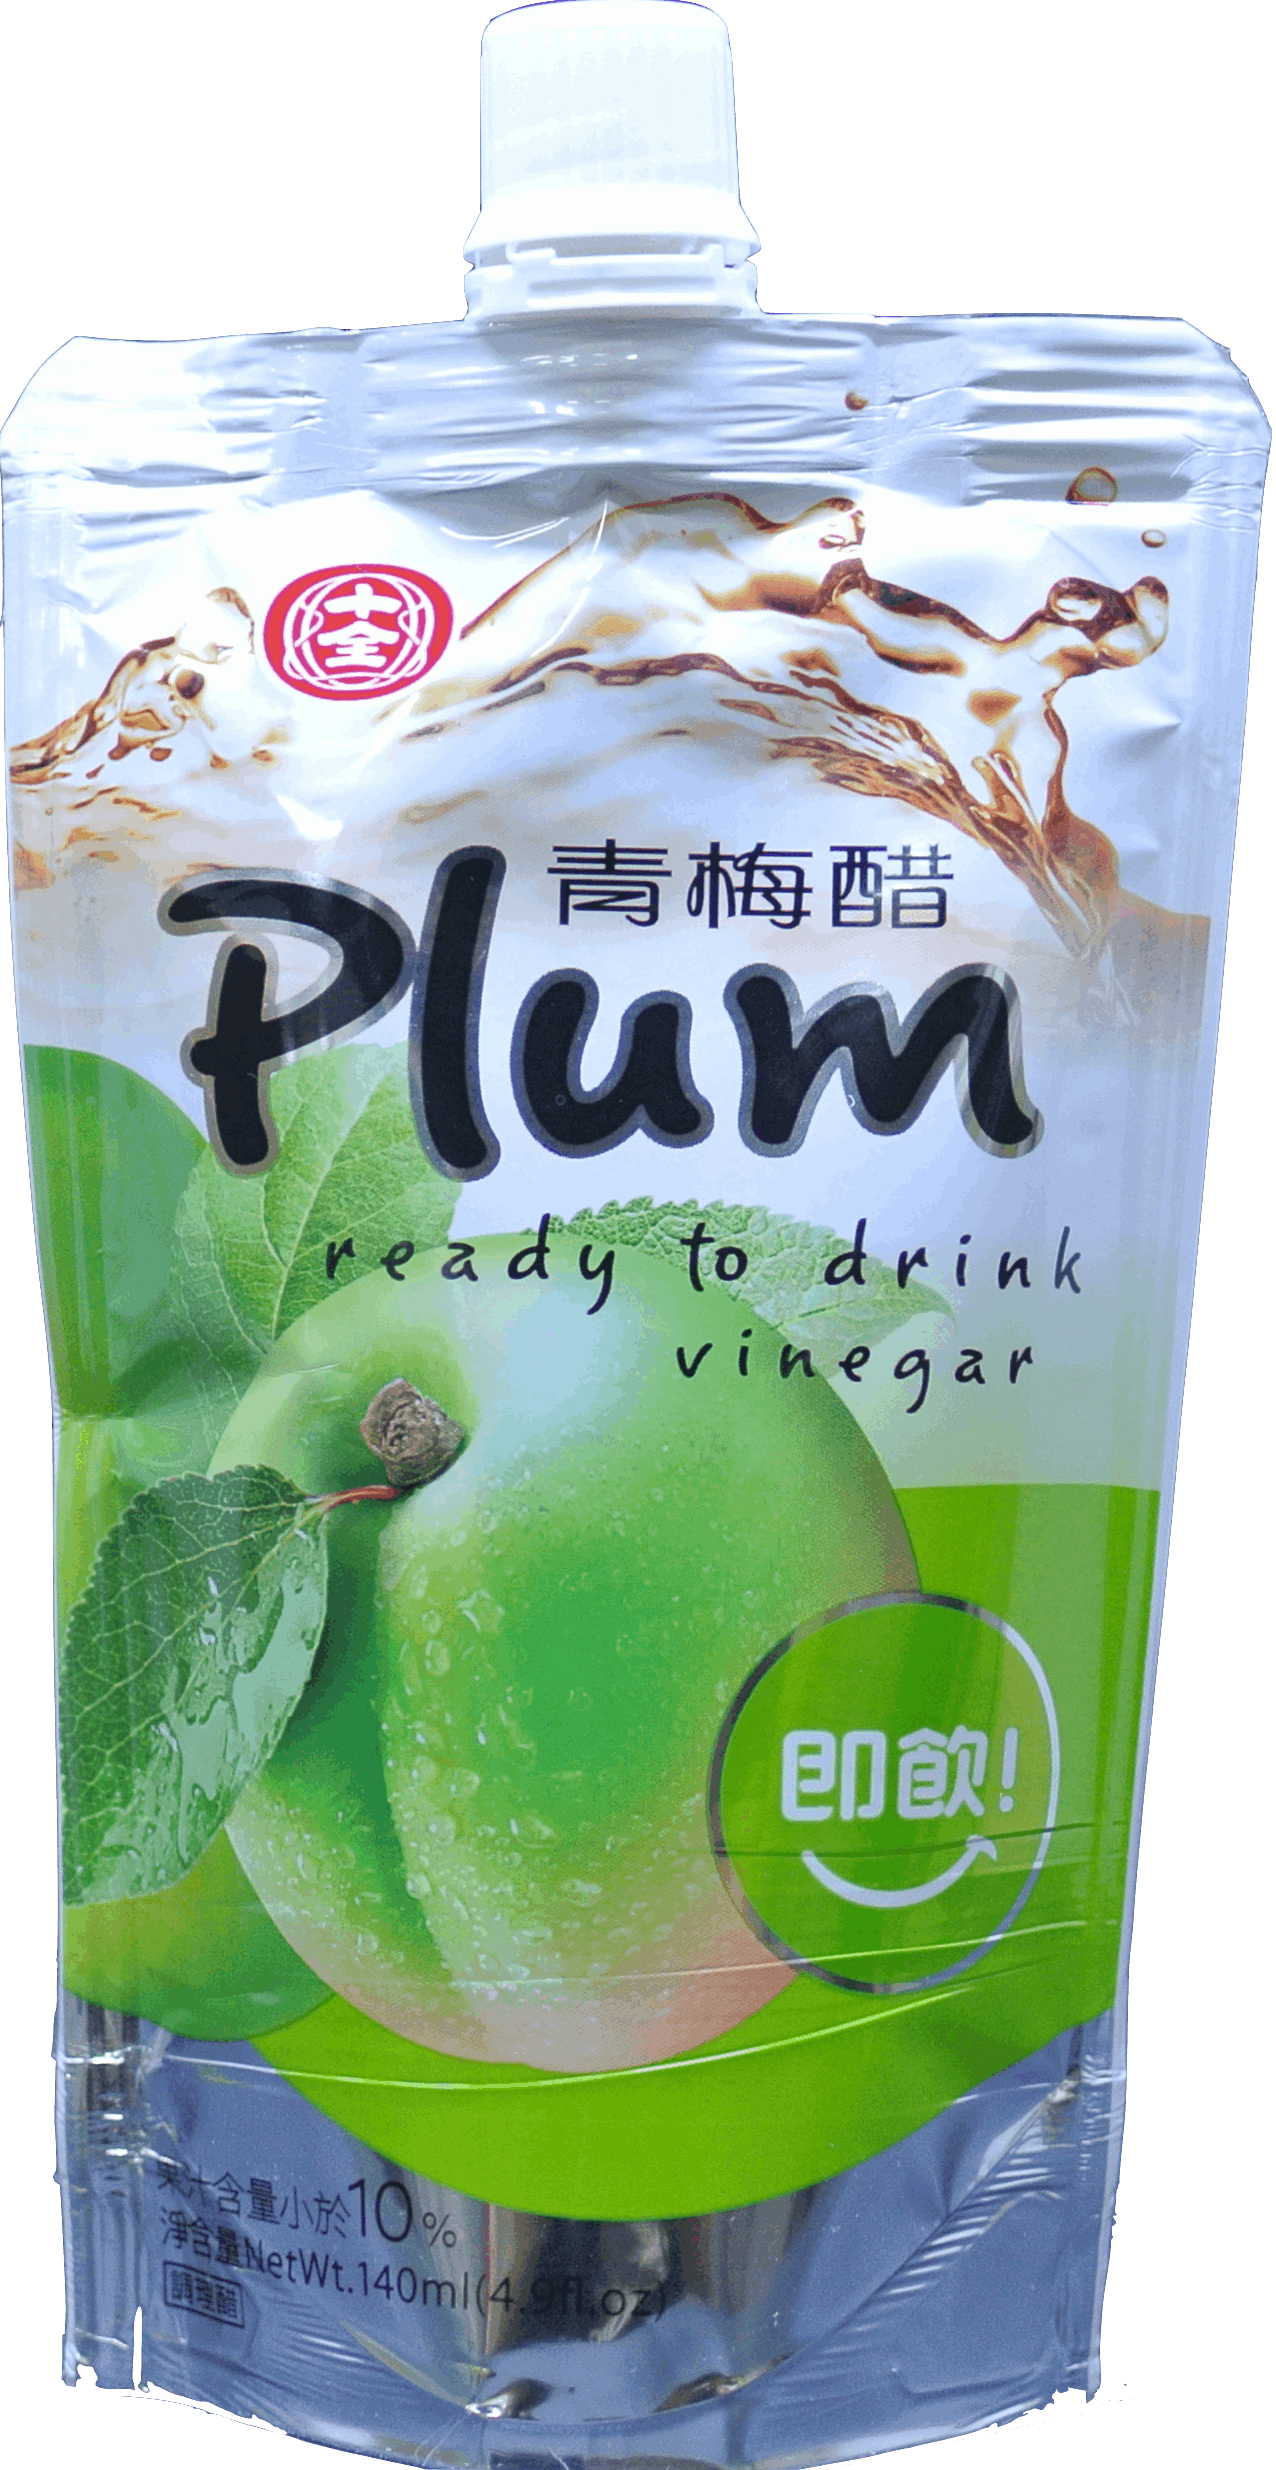 十全
青梅醋
Plum
ready to drink
vinegar
即飲!
果汁含量小於10%
淨含量NetWt.140ml(4.9fl.oz)
調理醋